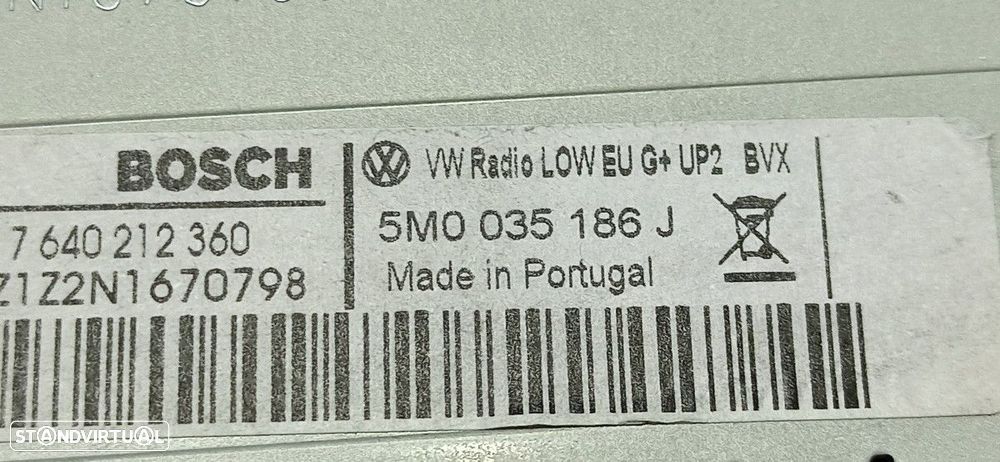 BOSCH
7 640 212 360
Z1Z2N1670798
VW Radio LOW EU G+ UP2 BVX
5M0 035 186 J
Made in Portugal
STANDVIRTUAL